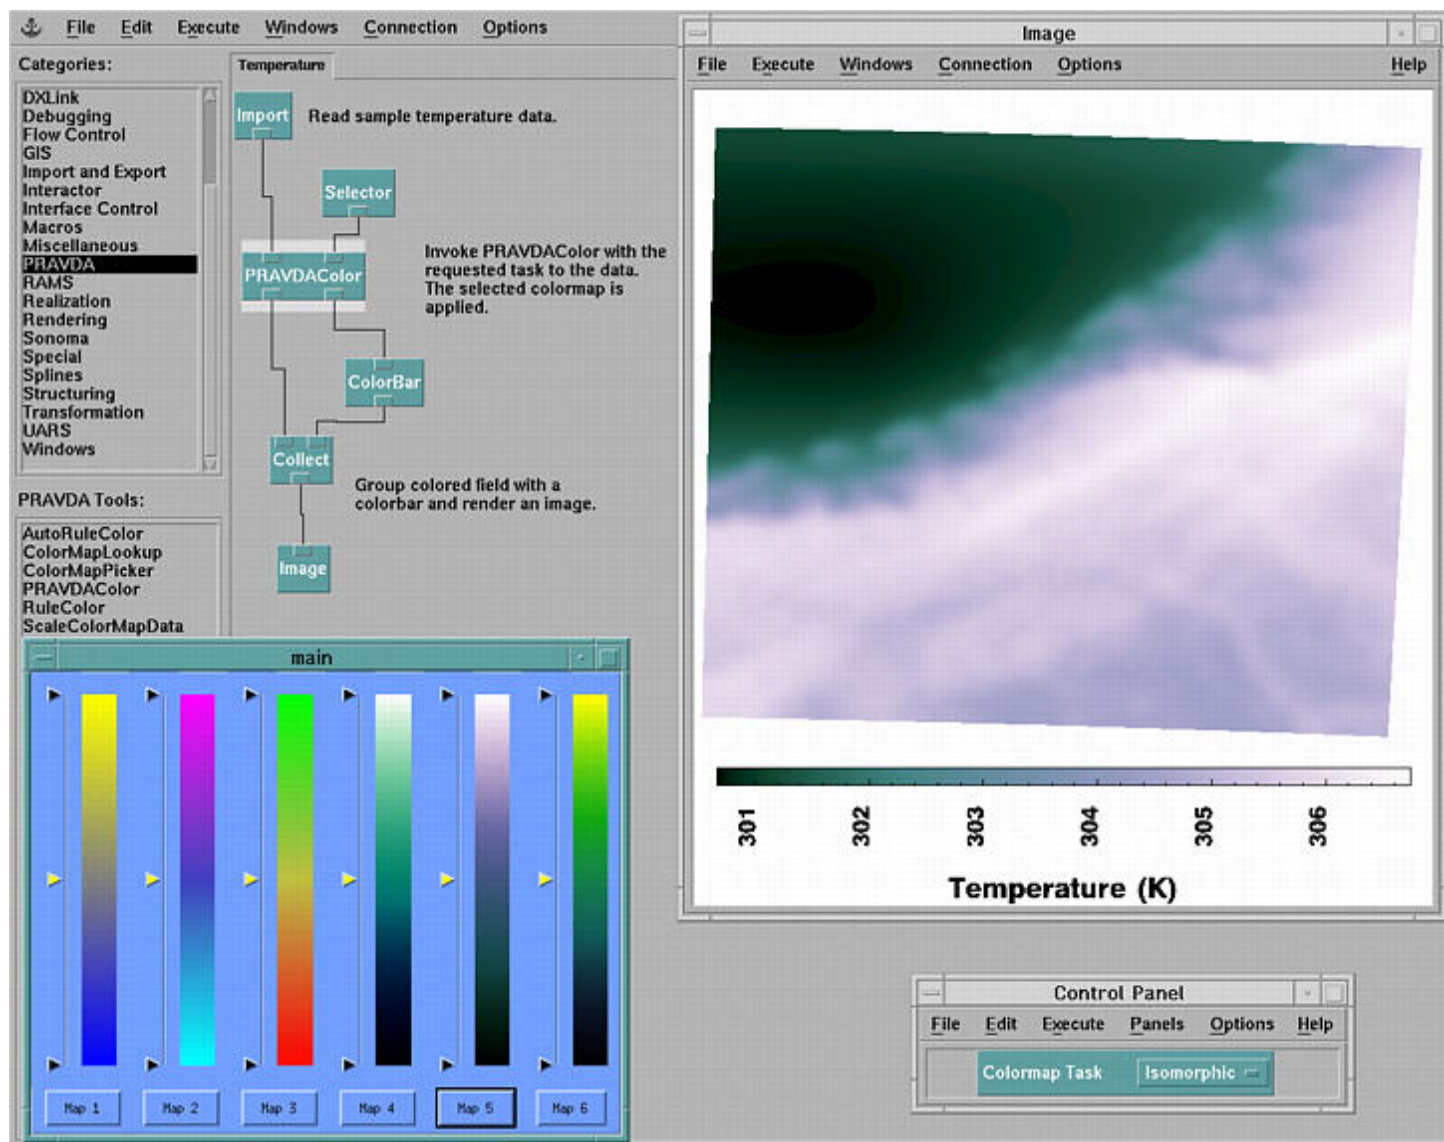 File Edit Execute Windows Connection Options
Categories:
DXLink
Debugging
Flow Control
GIS
Import and Export
Interactor
Interface Control
Macros
Miscellaneous
PRAVDA
RAMS
Realization
Rendering
Sonoma
Special
Splines
Structuring
Transformation
UARS
Windows
PRAVDA Tools:
AutoRuleColor
ColorMapLookup
ColorMapPicker
PRAVDAColor
RuleColor
ScaleColorMapData
Temperature
Import
Read sample temperature data.
Selector
PRAVDAColor
Invoke PRAVDAColor with the
requested task to the data.
The selected colormap is
applied.
ColorBar
Collect
Group colored field with a
colorbar and render an image.
Image
main
Map 1 Map 2 Map 3 Map 4 Map 5 Map 6
Image
File Execute Windows Connection Options Help
301 302 303 304 305 306
Temperature (K)
Control Panel
File Edit Execute Panels Options Help
Colormap Task Isomorphic